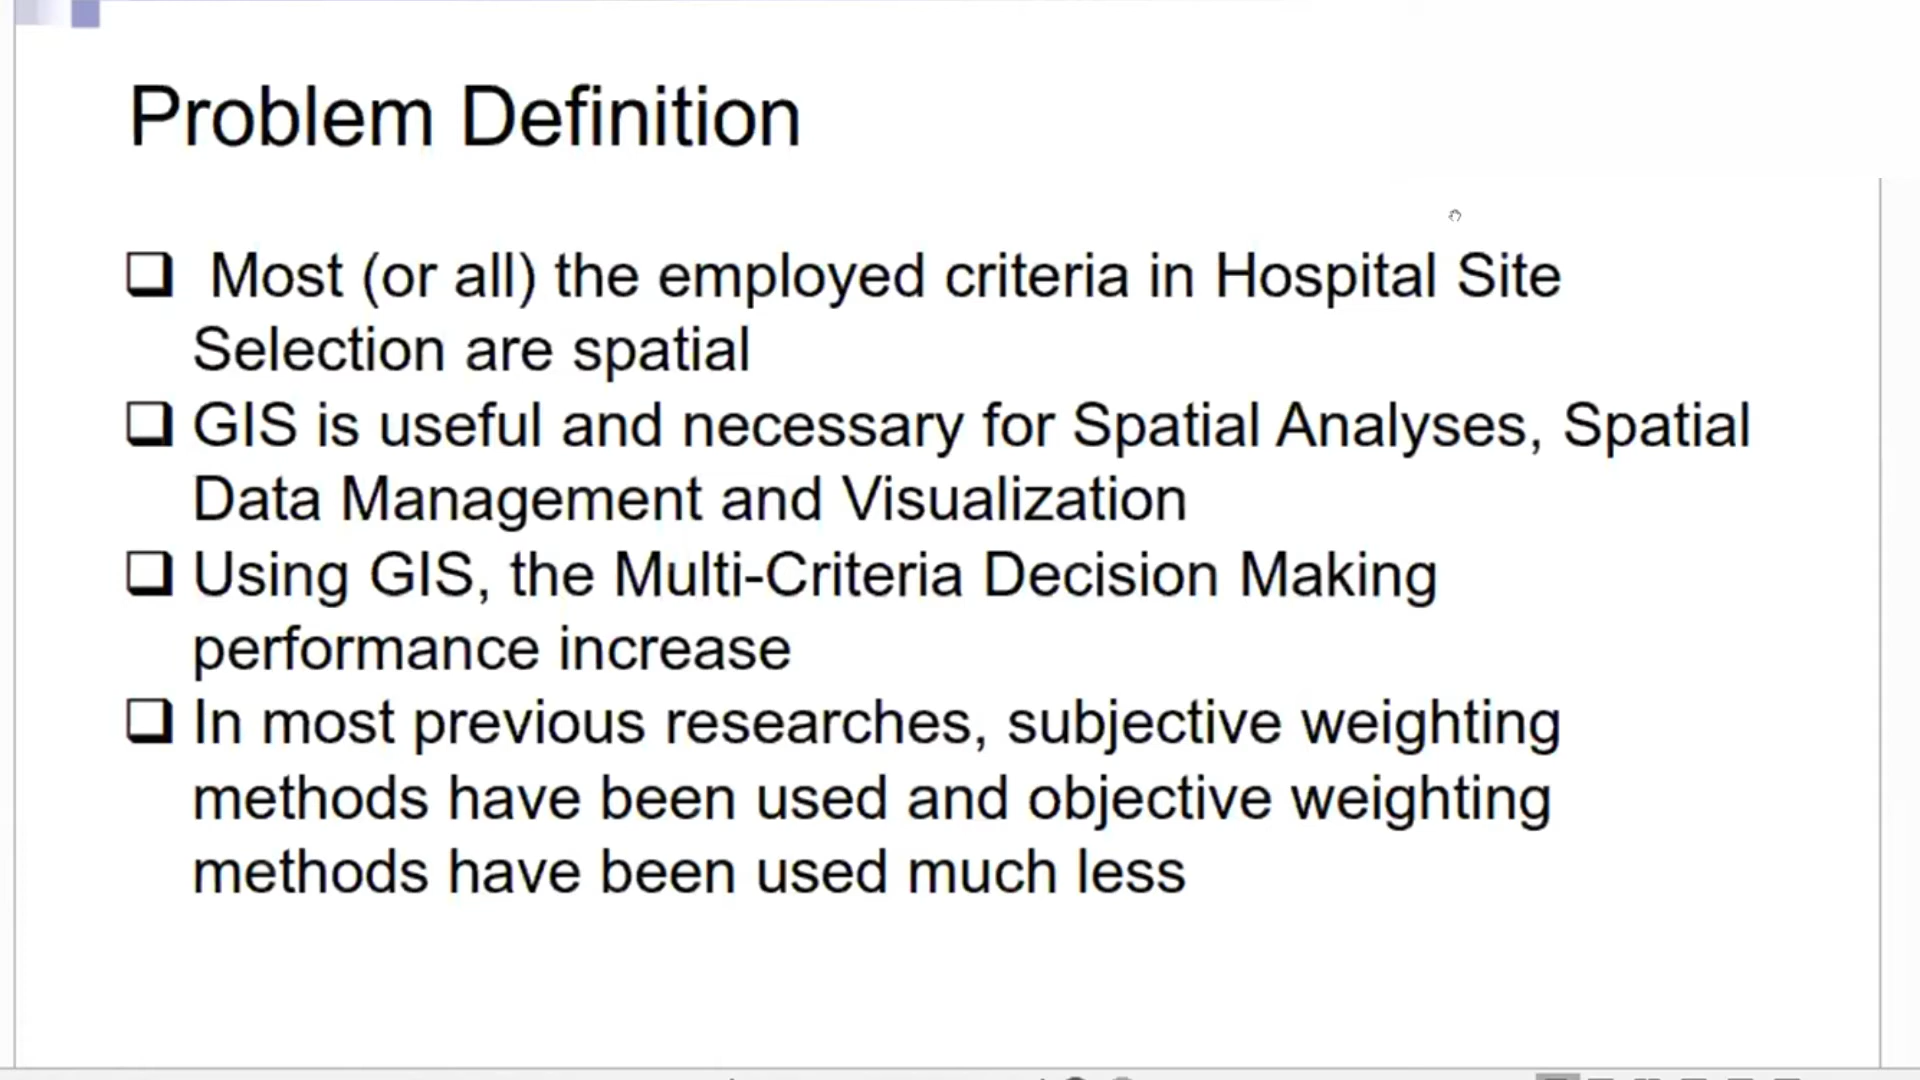 Problem Definition
❑ Most (or all) the employed criteria in Hospital Site
Selection are spatial
❑ GIS is useful and necessary for Spatial Analyses, Spatial
Data Management and Visualization
❑ Using GIS, the Multi-Criteria Decision Making
performance increase
❑ In most previous researches, subjective weighting
methods have been used and objective weighting
methods have been used much less